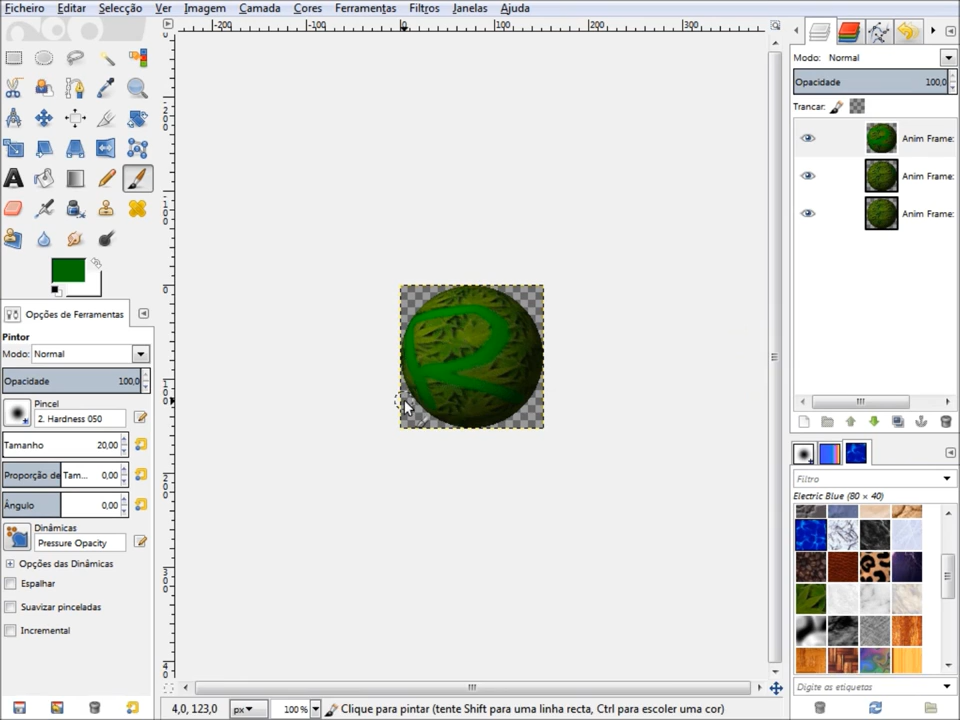 Ficheiro Editar Selecção Ver Imagem Camada Cores Ferramentas Filtros Janelas Ajuda
-200 -100 0 100 200 300
Modo: Normal
Opacidade 100,0
Trancar:
Anim Frame:
Anim Frame:
Anim Frame:
R
Opções de Ferramentas
Pintor
Modo: Normal
Opacidade 100,0
Pincel
2. Hardness 050
Tamanho 20,00
Proporção de Tam... 0,00
Ângulo 0,00
Dinâmicas
Pressure Opacity
Opções das Dinâmicas
Espalhar
Suavizar pinceladas
Incremental
Filtro
Electric Blue (80 × 40)
Digite as etiquetas
4,0, 123,0 px 100 % Clique para pintar (tente Shift para uma linha recta, Ctrl para escoler uma cor)